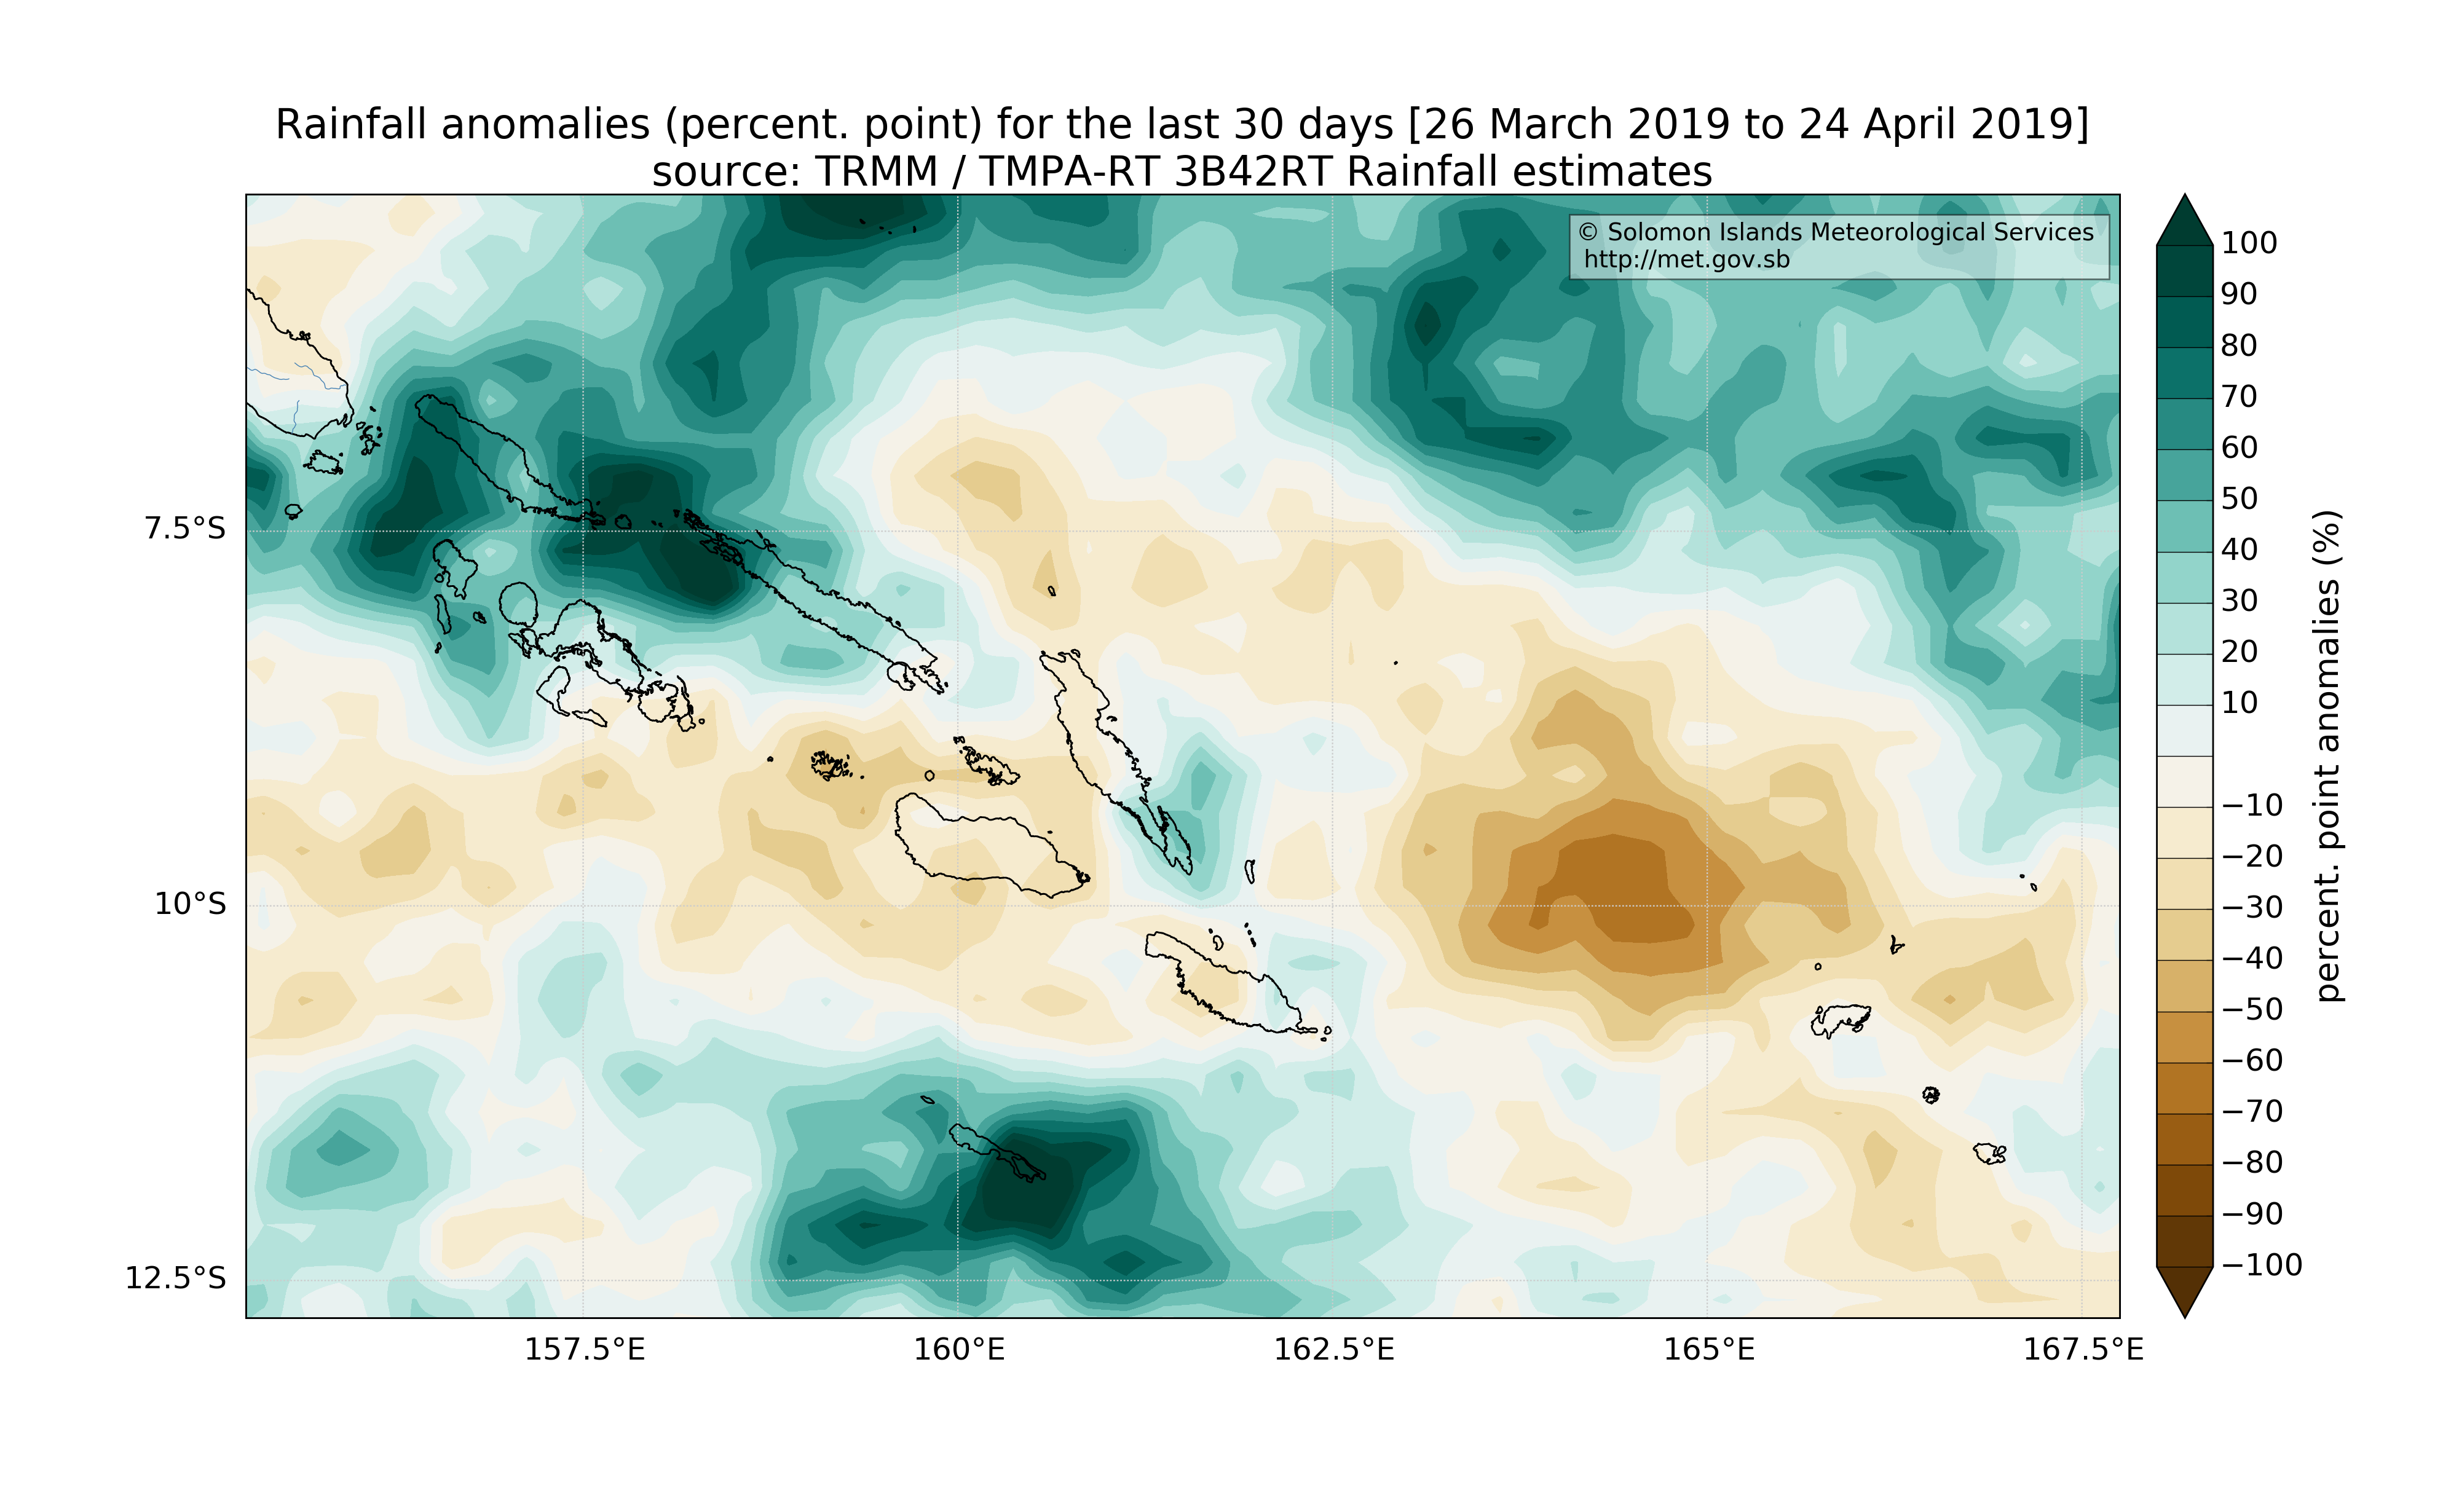 Rainfall anomalies (percent. point) for the last 30 days [26 March 2019 to 24 April 2019]
source: TRMM / TMPA-RT 3B42RT Rainfall estimates
© Solomon Islands Meteorological Services
http://met.gov.sb
7.5°S
10°S
12.5°S
157.5°E
160°E
162.5°E
165°E
167.5°E
100
90
80
70
60
50
40
30
20
10
−10
−20
−30
−40
−50
−60
−70
−80
−90
−100
percent. point anomalies (%)